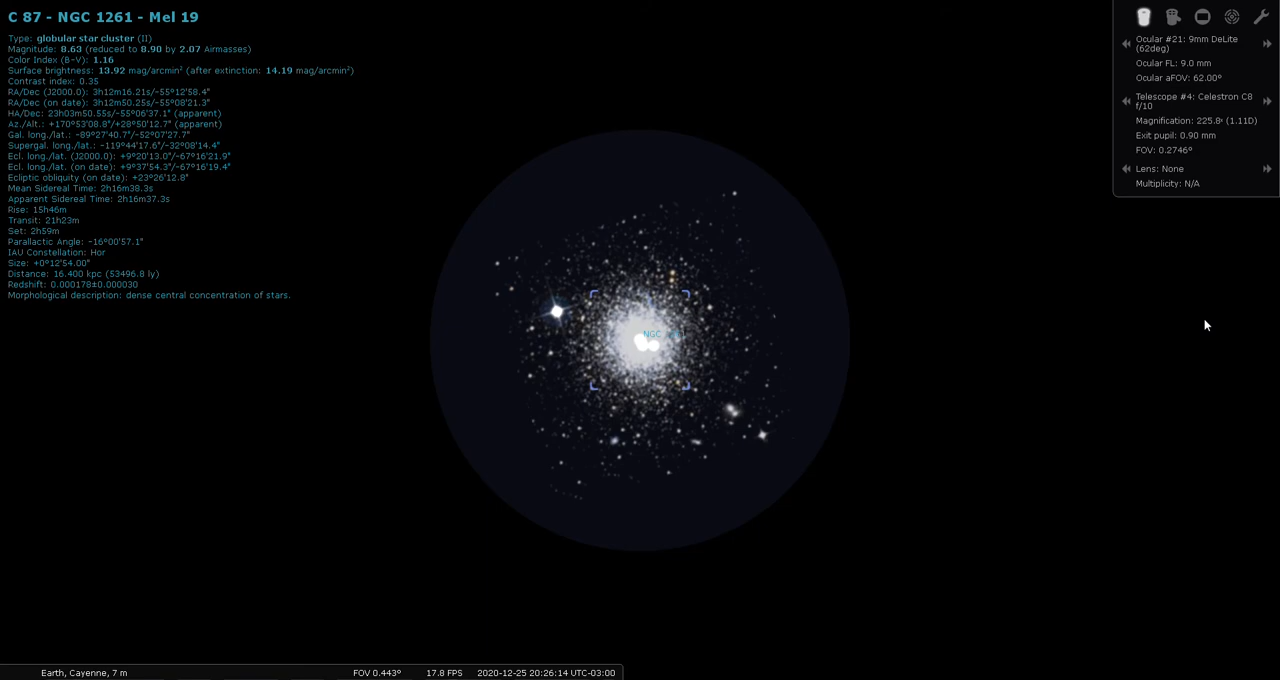 C 87 - NGC 1261 - Mel 19
Type: globular star cluster (II)
Magnitude: 8.63 (reduced to 8.90 by 2.07 Airmasses)
Color Index (B-V): 1.16
Surface brightness: 13.92 mag/arcmin² (after extinction: 14.19 mag/arcmin²)
Contrast index: 0.35
RA/Dec (J2000.0): 3h12m16.21s/-55°12'58.4"
RA/Dec (on date): 3h12m50.25s/-55°08'21.3"
HA/Dec: 23h03m50.55s/-55°06'37.1" (apparent)
Az./Alt.: +170°53'08.8"/+28°50'12.7" (apparent)
Gal. long./lat.: -89°27'40.7"/-52°07'27.7"
Supergal. long./lat.: -119°44'17.6"/-32°08'14.4"
Ecl. long./lat. (J2000.0): +9°20'13.0"/-67°16'21.9"
Ecl. long./lat. (on date): +9°37'54.3"/-67°16'19.4"
Ecliptic obliquity (on date): +23°26'12.8"
Mean Sidereal Time: 2h16m38.3s
Apparent Sidereal Time: 2h16m37.3s
Rise: 15h46m
Transit: 21h23m
Set: 2h59m
Parallactic Angle: -16°00'57.1"
IAU Constellation: Hor
Size: +0°12'54.00"
Distance: 16.400 kpc (53496.8 ly)
Redshift: 0.000178±0.000030
Morphological description: dense central concentration of stars.
Ocular #21: 9mm DeLite
(62deg)
Ocular FL: 9.0 mm
Ocular aFOV: 62.00°
Telescope #4: Celestron C8
f/10
Magnification: 225.8× (1.11D)
Exit pupil: 0.90 mm
FOV: 0.2746°
Lens: None
Multiplicity: N/A
NGC
Earth, Cayenne, 7 m
FOV 0.443°
17.8 FPS
2020-12-25 20:26:14 UTC-03:00